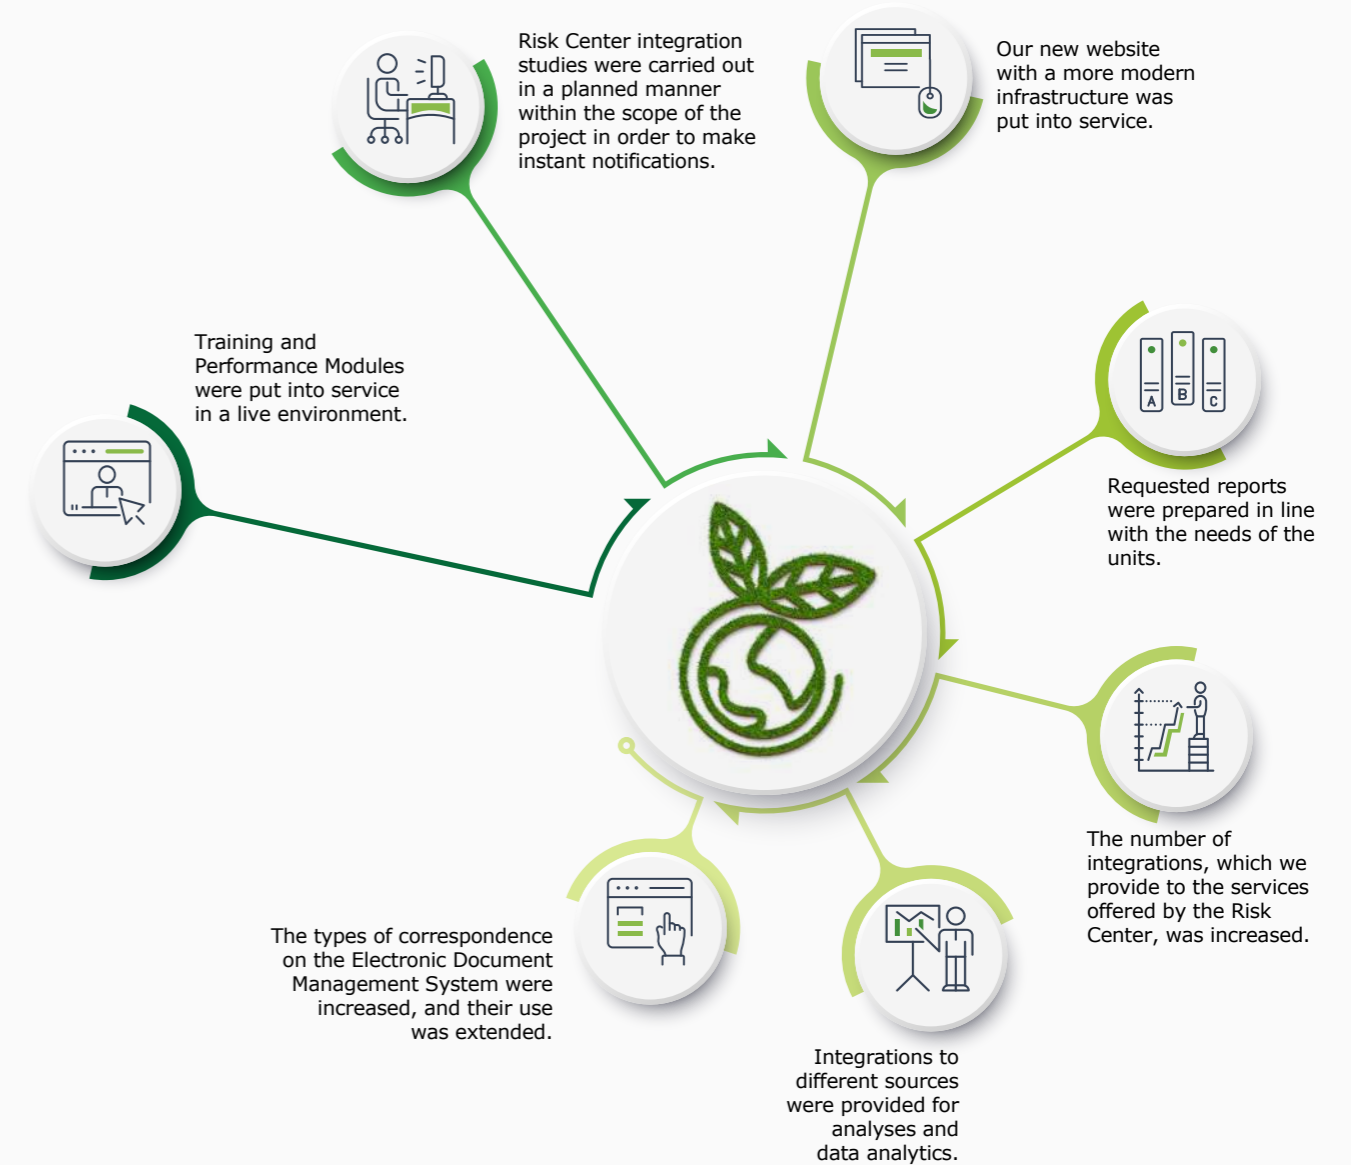 Risk Center integration
studies were carried out
in a planned manner
within the scope of the
project in order to make
instant notifications.
Our new website
with a more modern
infrastructure was
put into service.
Training and
Performance Modules
were put into service
in a live environment.
A
B
C
Requested reports
were prepared in line
with the needs of the
units.
The number of
integrations, which we
provide to the services
offered by the Risk
Center, was increased.
The types of correspondence
on the Electronic Document
Management System were
increased, and their use
was extended.
Integrations to
different sources
were provided for
analyses and
data analytics.